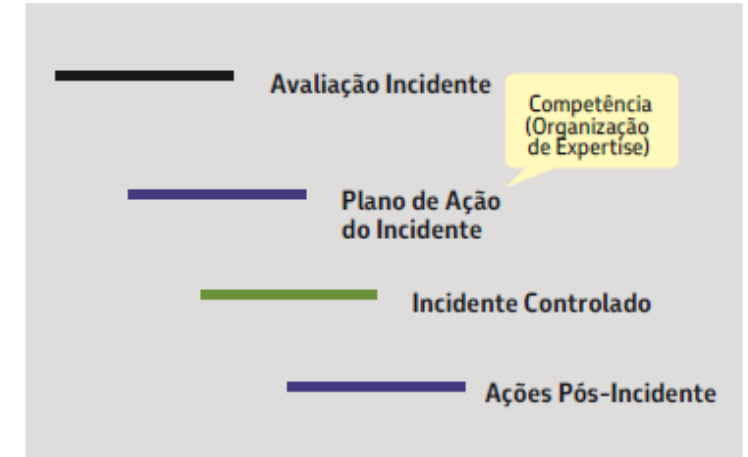 Avaliação Incidente
Competência
(Organização
de Expertise)
Plano de Ação
do Incidente
Incidente Controlado
Ações Pós-Incidente